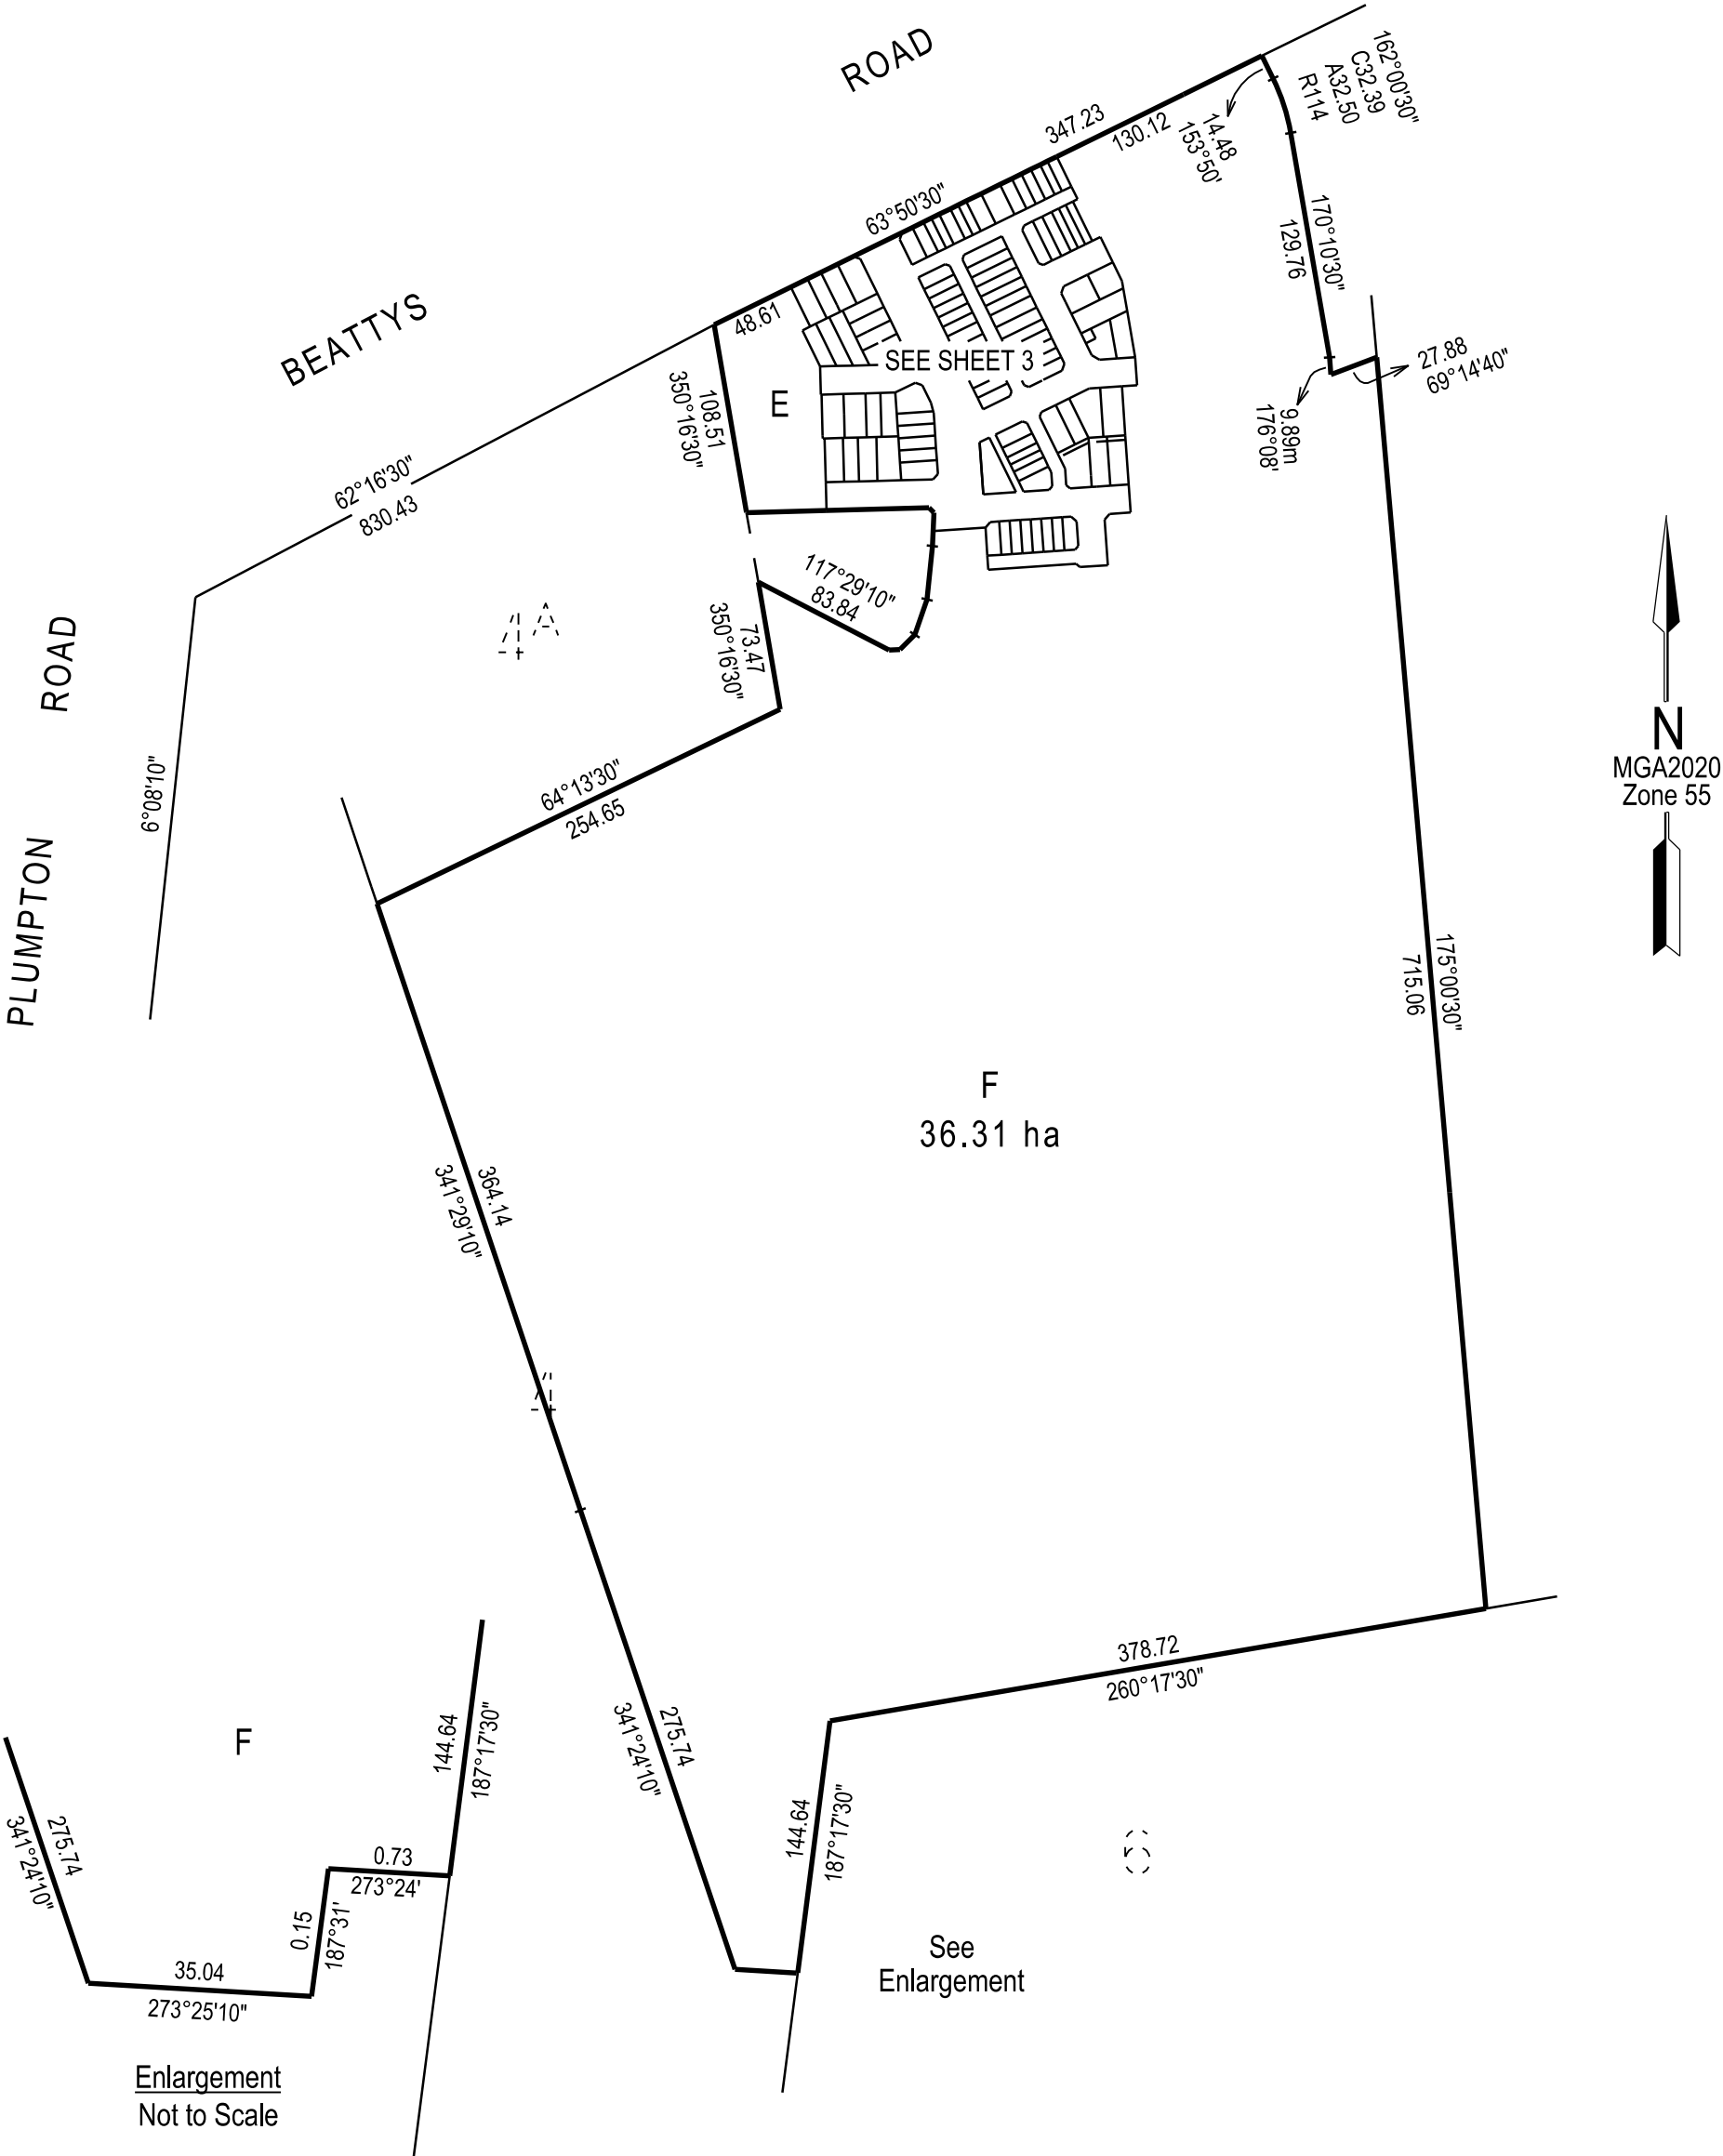 ROAD
BEATTYS
162°00'30"
C32.39
A32.50
R114
347.23
130.12
14.48
153°50'
63°50'30"
170°10'30"
129.76
48.61
SEE SHEET 3
27.88
69°14'40"
108.51
350°16'30"
E
9.89m
176°08'
62°16'30"
830.43
117°29'10"
83.84
73.47
350°16'30"
ROAD
PLUMPTON
6°08'10"
64°13'30"
254.65
N
MGA2020
Zone 55
175°00'30"
715.06
F
36.31 ha
364.14
341°29'10"
378.72
260°17'30"
275.74
341°24'10"
144.64
187°17'30"
See
Enlargement
F
144.64
187°17'30"
275.74
341°24'10"
0.73
273°24'
0.15
187°31'
35.04
273°25'10"
Enlargement
Not to Scale